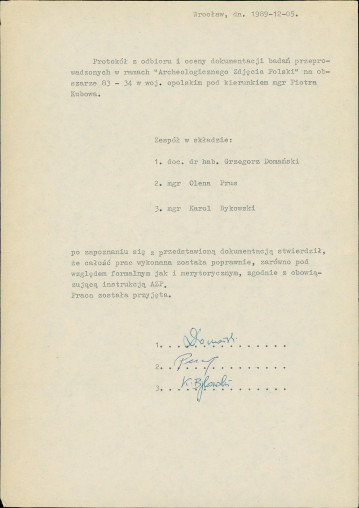 Wrocław, dn. 1989-12-05.
Protokół z odbioru i oceny dokumentacji badań przepro-
wadzonych w ramach "Archeologicznego Zdjęcia Polski" na ob-
szarze 83 - 34 w woj. opolskim pod kierunkiem mgr Piotra
Kubowa.
Zespół w składzie:
1. doc. dr hab. Grzegorz Domański
2. mgr Olena Prus
3. mgr Karol Bykowski
po zapoznaniu się z przedstawioną dokumentacją stwierdził,
że całość prac wykonana została poprawnie, zarówno pod
względem formalnym jak i merytorycznym, zgodnie z obowią-
zującą instrukcją AZP.
Praca została przyjęta.
1. Domański
2. Prus
3. K. Bykowski